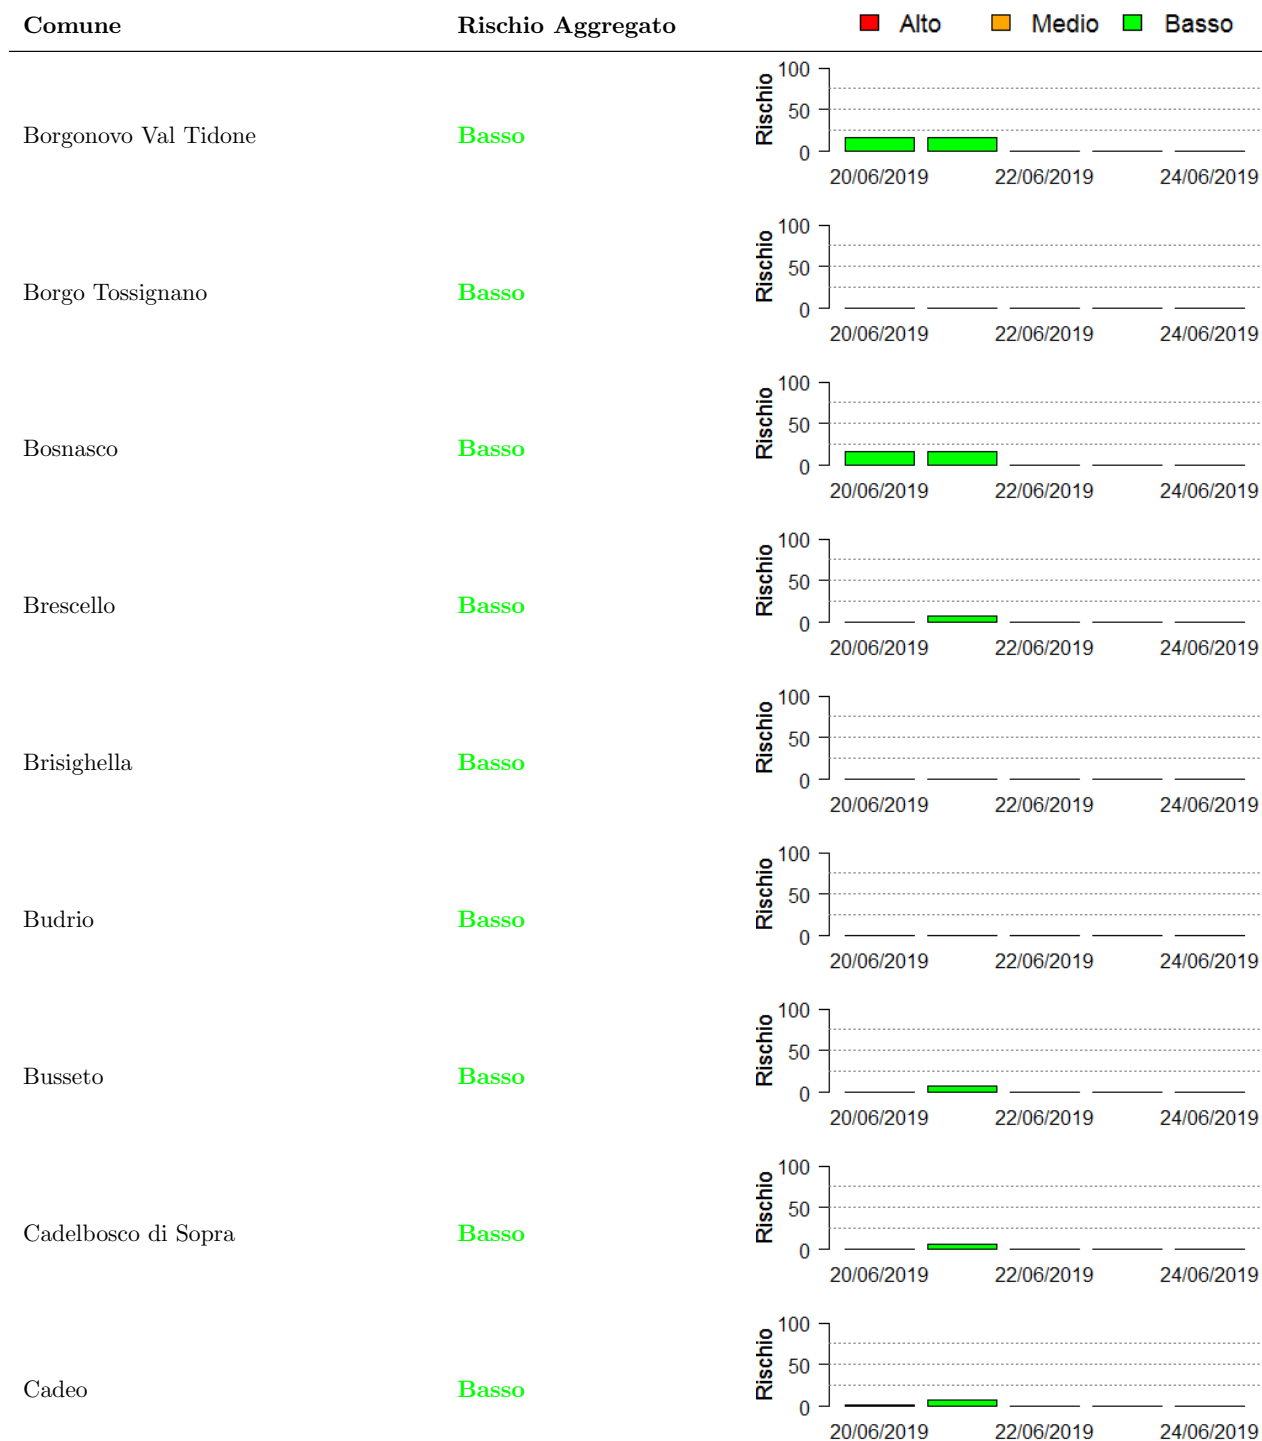 Comune Rischio Aggregato Alto Medio Basso
100
50
0
Rischio
Borgonovo Val Tidone Basso
20/06/2019 22/06/2019 24/06/2019
100
50
0
Rischio
Borgo Tossignano Basso
20/06/2019 22/06/2019 24/06/2019
100
50
0
Rischio
Bosnasco Basso
20/06/2019 22/06/2019 24/06/2019
100
50
0
Rischio
Brescello Basso
20/06/2019 22/06/2019 24/06/2019
100
50
0
Rischio
Brisighella Basso
20/06/2019 22/06/2019 24/06/2019
100
50
0
Rischio
Budrio Basso
20/06/2019 22/06/2019 24/06/2019
100
50
0
Rischio
Busseto Basso
20/06/2019 22/06/2019 24/06/2019
100
50
0
Rischio
Cadelbosco di Sopra Basso
20/06/2019 22/06/2019 24/06/2019
100
50
0
Rischio
Cadeo Basso
20/06/2019 22/06/2019 24/06/2019